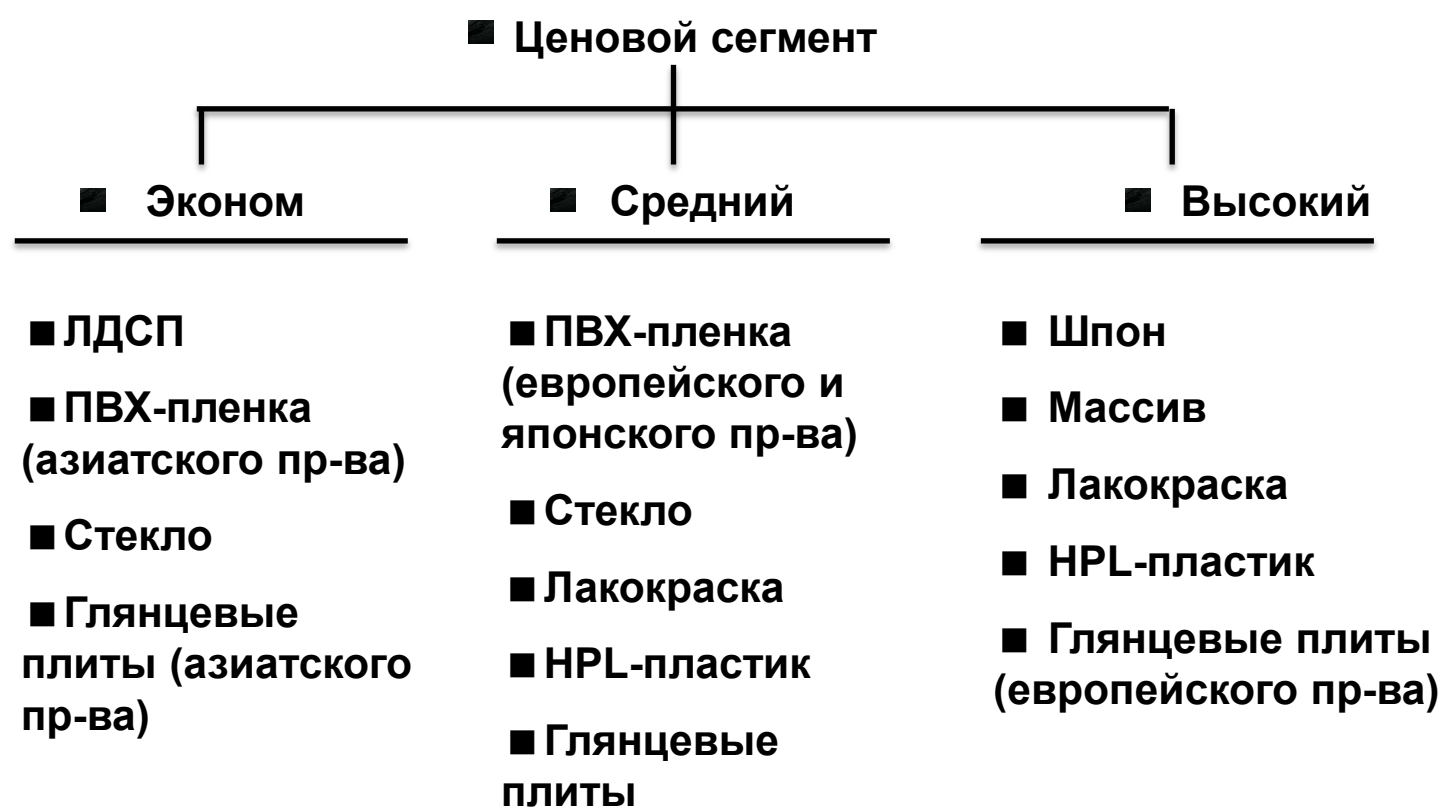 Ценовой сегмент
Эконом
Средний
Высокий
ЛДСП
ПВХ-пленка
(азиатского пр-ва)
Стекло
Глянцевые
плиты (азиатского
пр-ва)
ПВХ-пленка
(европейского и
японского пр-ва)
Стекло
Лакокраска
HPL-пластик
Глянцевые
плиты
Шпон
Массив
Лакокраска
HPL-пластик
Глянцевые плиты
(европейского пр-ва)